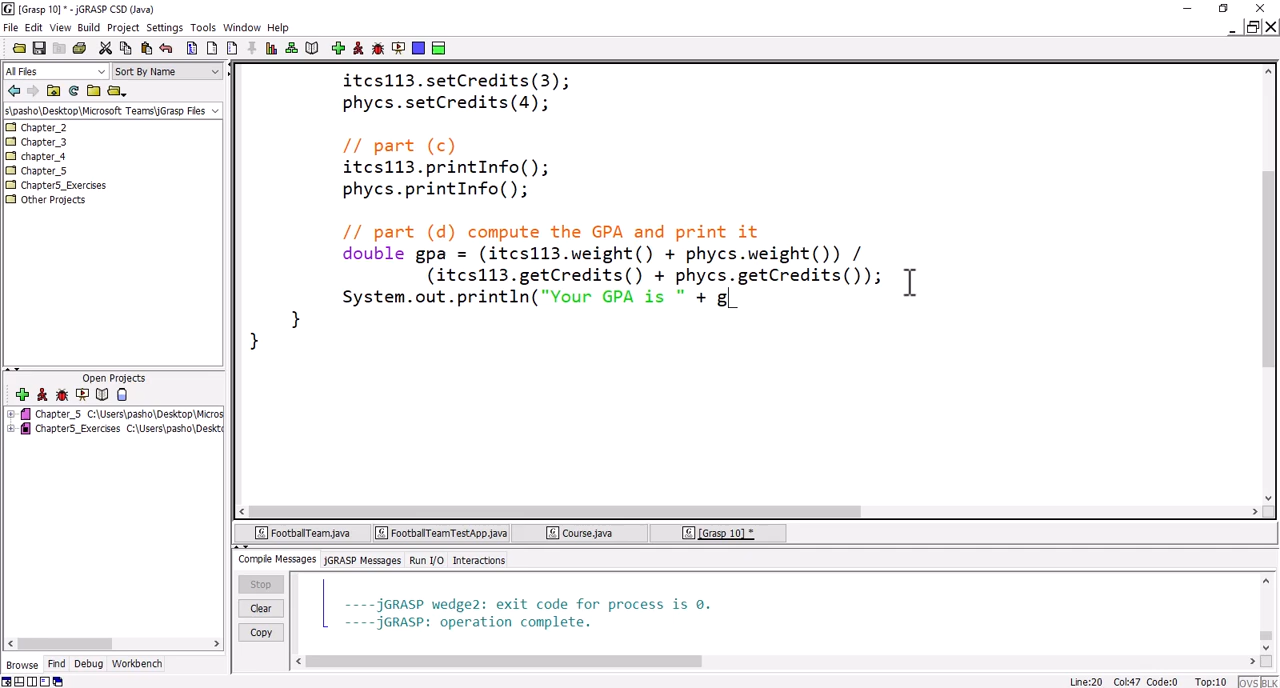 [Grasp 10] * - jGRASP CSD (Java)
File Edit View Build Project Settings Tools Window Help
All Files Sort By Name
s\pasho\Desktop\Microsoft Teams\jGrasp Files
Chapter_2
Chapter_3
chapter_4
Chapter_5
Chapter5_Exercises
Other Projects
Open Projects
Chapter_5 C:\Users\pasho\Desktop\Micros
Chapter5_Exercises C:\Users\pasho\Deskto
Browse Find Debug Workbench
itcs113.setCredits(3);
phycs.setCredits(4);
// part (c)
itcs113.printInfo();
phycs.printInfo();
// part (d) compute the GPA and print it
double gpa = (itcs113.weight() + phycs.weight()) /
(itcs113.getCredits() + phycs.getCredits());
System.out.println("Your GPA is " + g_
}
}
FootballTeam.java FootballTeamTestApp.java Course.java [Grasp 10] *
Compile Messages jGRASP Messages Run I/O Interactions
Stop
Clear
Copy
----jGRASP wedge2: exit code for process is 0.
----jGRASP: operation complete.
Line:20 Col:47 Code:0 Top:10 OVS BLK